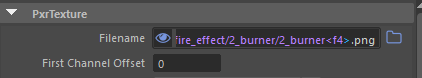 PxrTexture
Filename fire_effect/2_burner/2_burner<f4>.png
First Channel Offset 0